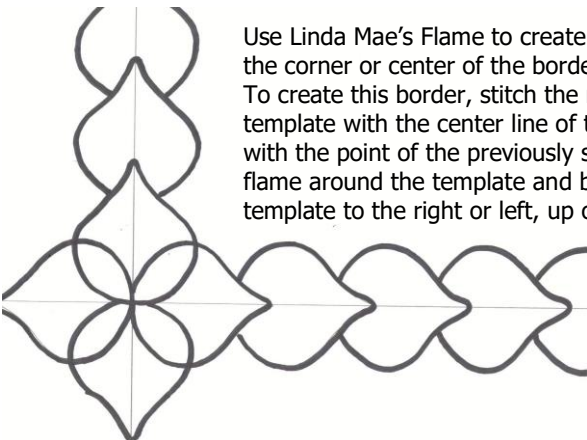 Use Linda Mae’s Flame to create
the corner or center of the
To create this border, stitch the
template with the center line of
with the point of the previously
flame around the template and
template to the right or left, up